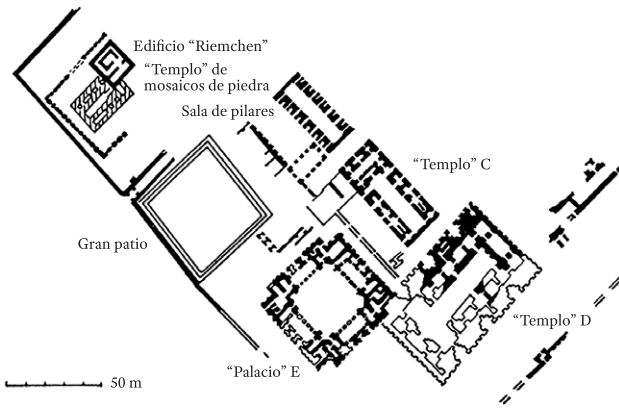 Edificio “Riemchen”
“Templo” de
mosaicos de piedra
Sala de pilares
“Templo” C
Gran patio
“Templo” D
“Palacio” E
50 m